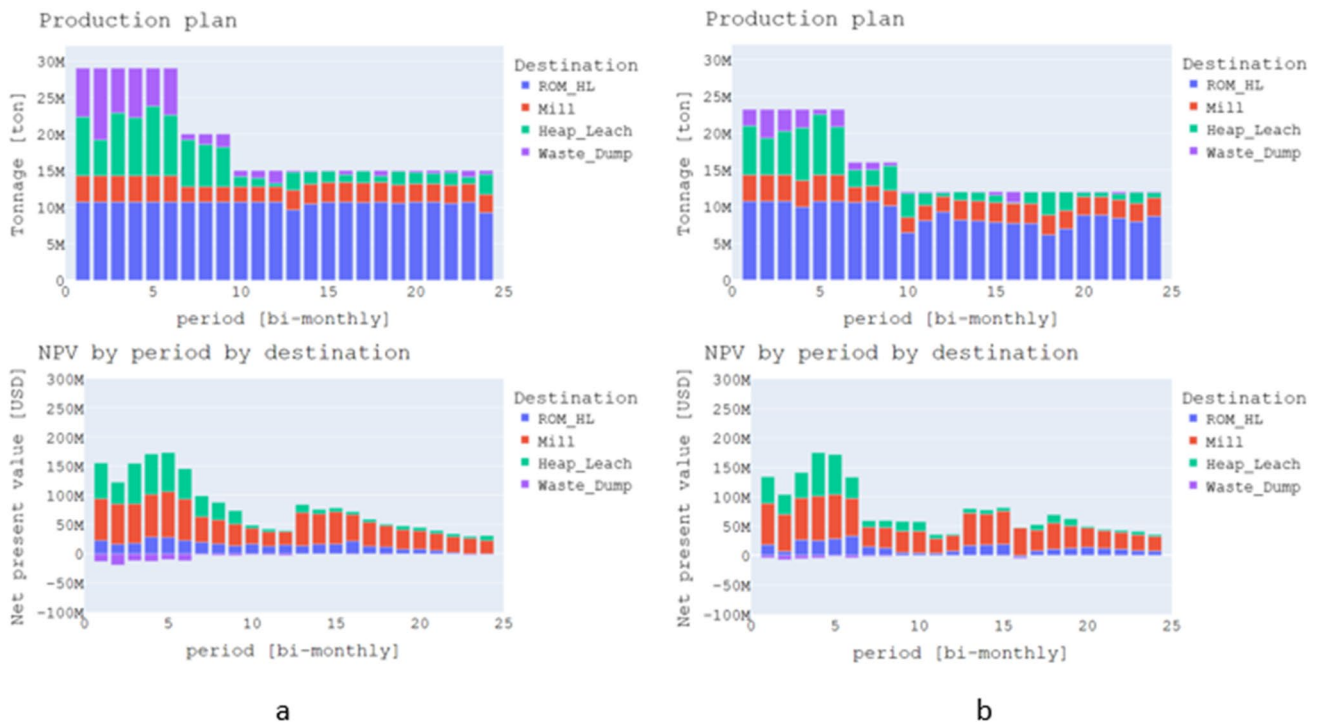 Production plan
Tonnage [ton]
30M
25M
20M
15M
10M
5M
0
0 5 10 15 20 25
period [bi-monthly]
Destination
ROM_HL
Mill
Heap_Leach
Waste_Dump
NPV by period by destination
Net present value [USD]
300M
250M
200M
150M
100M
50M
0
−50M
−100M
0 5 10 15 20 25
period [bi-monthly]
Destination
ROM_HL
Mill
Heap_Leach
Waste_Dump
a
Production plan
Tonnage [ton]
30M
25M
20M
15M
10M
5M
0
0 5 10 15 20 25
period [bi-monthly]
Destination
ROM_HL
Mill
Heap_Leach
Waste_Dump
NPV by period by destination
Net present value [USD]
300M
250M
200M
150M
100M
50M
0
−50M
−100M
0 5 10 15 20 25
period [bi-monthly]
Destination
ROM_HL
Mill
Heap_Leach
Waste_Dump
b